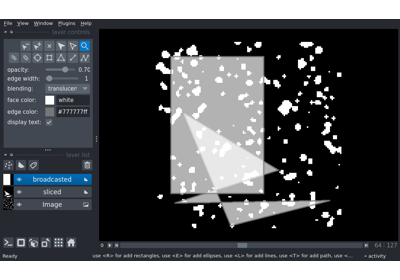 File View Window Plugins Help
layer controls
opacity: 0.70
edge width: 1
blending: translucen
face color: white
edge color: #777777ff
display text:
layer list
broadcasted
sliced
Image
64 127
Ready use <R> for add rectangles, use <E> for add ellipses, use <L> for add lines, use <T> for add path, use <... activity